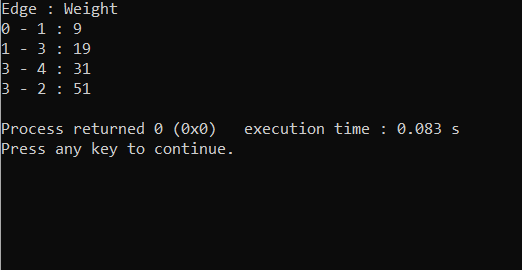 Edge : Weight
0 - 1 : 9
1 - 3 : 19
3 - 4 : 31
3 - 2 : 51
Process returned 0 (0x0)   execution time : 0.083 s
Press any key to continue.